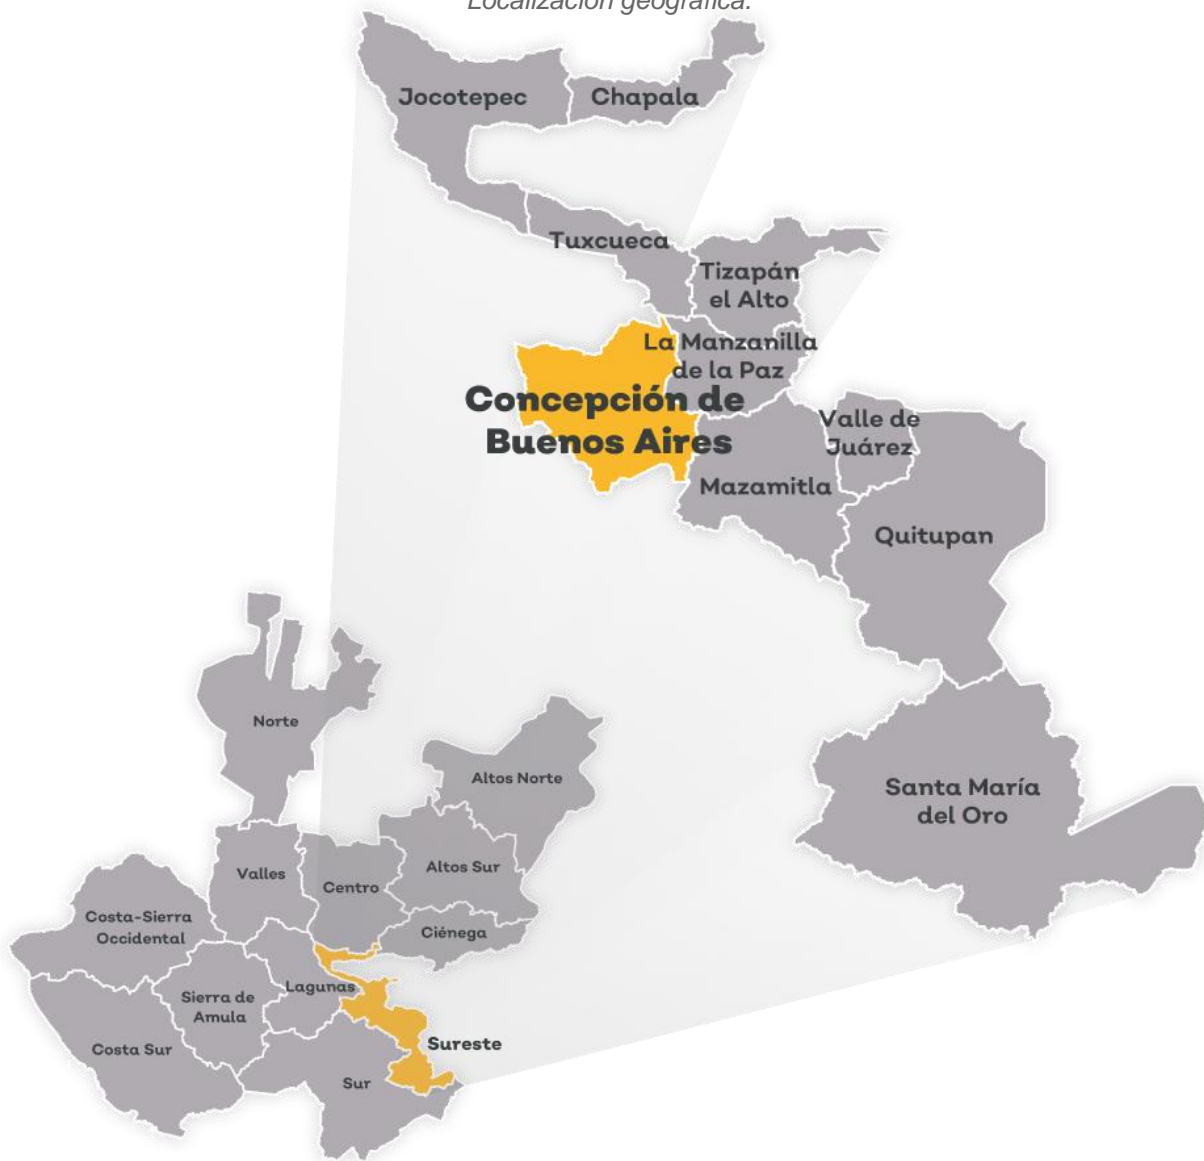 Localización geográfica.
Jocotepec
Chapala
Tuxcueca
Tizapán
el Alto
La Manzanilla
de la Paz
Concepción de
Buenos Aires
Valle de
Juárez
Mazamitla
Quitupan
Santa María
del Oro
Norte
Altos Norte
Valles
Centro
Altos Sur
Costa-Sierra
Occidental
Ciénega
Lagunas
Sierra de
Amula
Costa Sur
Sureste
Sur